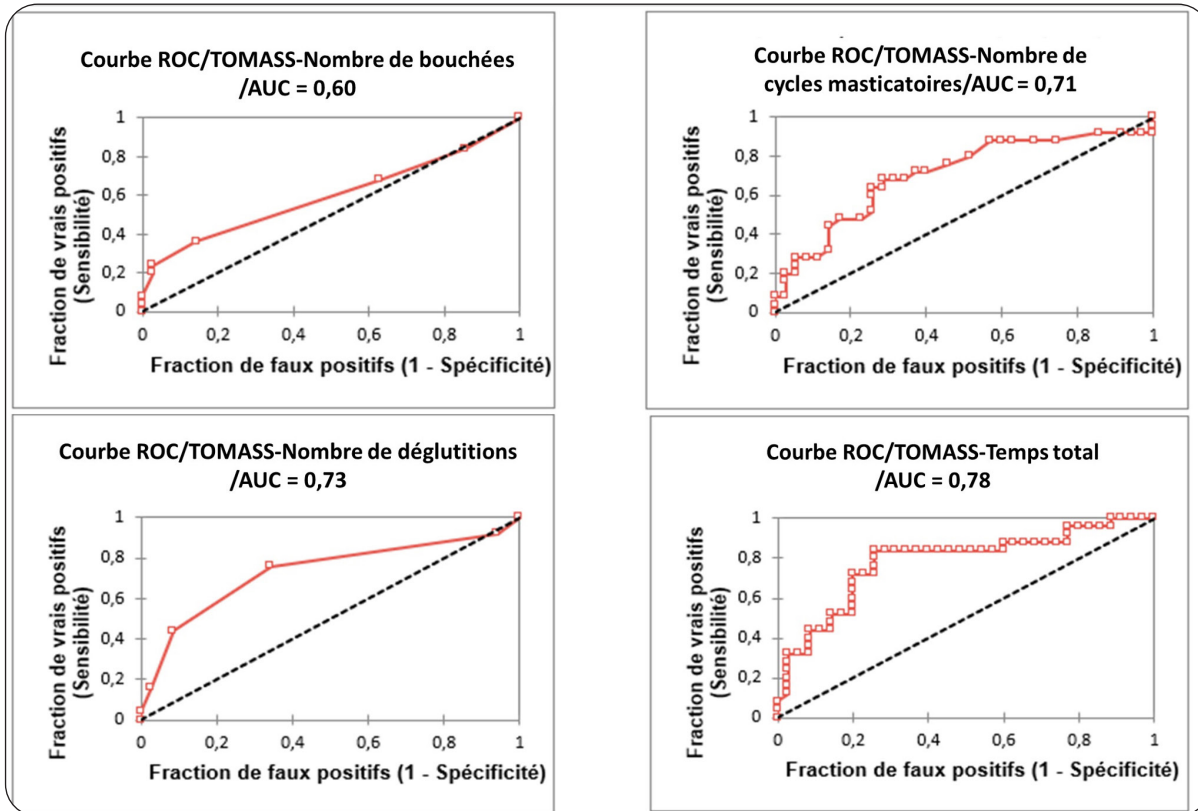 Courbe ROC/TOMASS-Nombre de bouchées
/AUC = 0,60
Fraction de vrais positifs
(Sensibilité)
1
0,8
0,6
0,4
0,2
0
0
0,2
0,4
0,6
0,8
1
Fraction de faux positifs (1 - Spécificité)
Courbe ROC/TOMASS-Nombre de
cycles masticatoires/AUC = 0,71
Fraction de vrais positifs
(Sensibilité)
1
0,8
0,6
0,4
0,2
0
0
0,2
0,4
0,6
0,8
1
Fraction de faux positifs (1 - Spécificité)
Courbe ROC/TOMASS-Nombre de déglutitions
/AUC = 0,73
Fraction de vrais positifs
(Sensibilité)
1
0,8
0,6
0,4
0,2
0
0
0,2
0,4
0,6
0,8
1
Fraction de faux positifs (1 - Spécificité)
Courbe ROC/TOMASS-Temps total
/AUC = 0,78
Fraction de vrais positifs
(Sensibilité)
1
0,8
0,6
0,4
0,2
0
0
0,2
0,4
0,6
0,8
1
Fraction de faux positifs (1 - Spécificité)